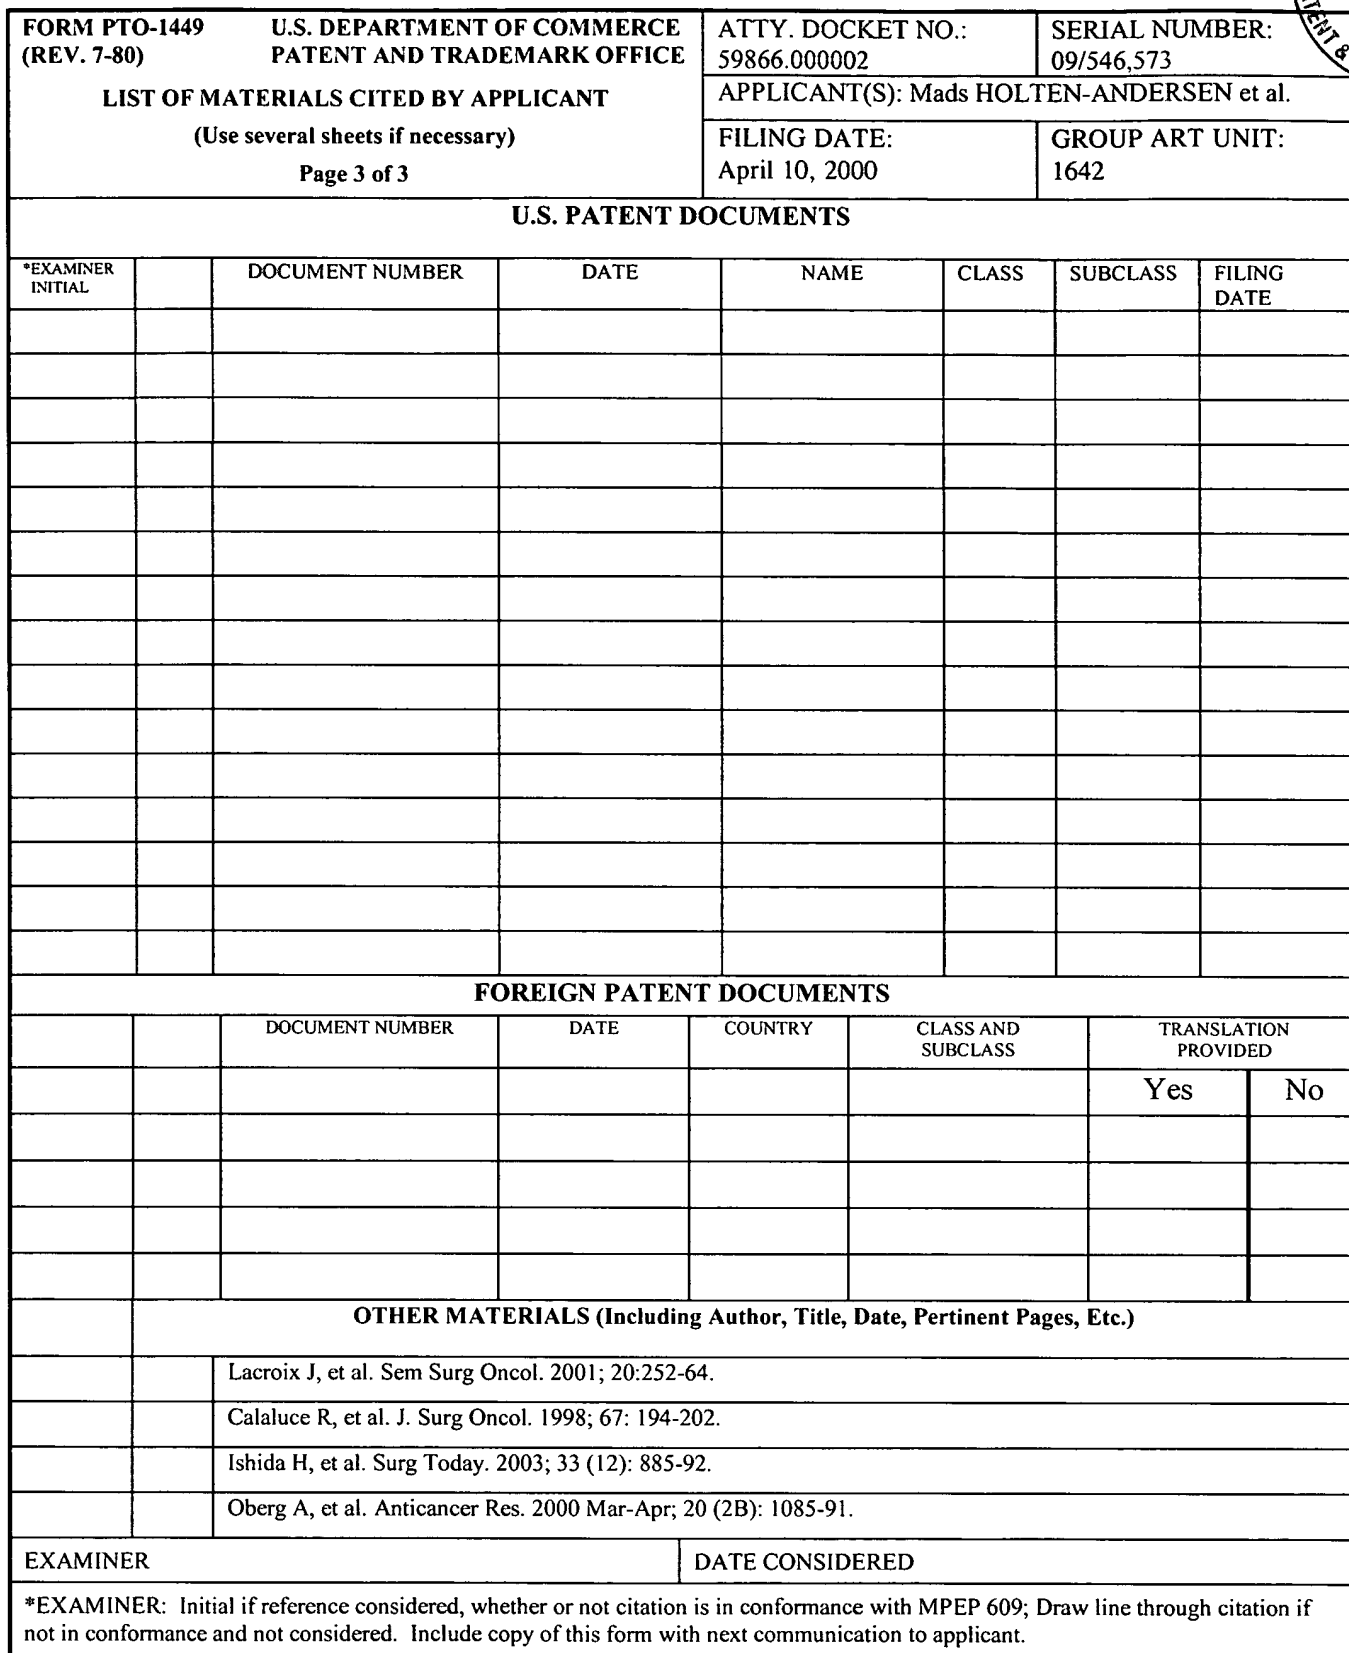 FORM PTO-1449 U.S. DEPARTMENT OF COMMERCE
(REV. 7-80) PATENT AND TRADEMARK OFFICE
LIST OF MATERIALS CITED BY APPLICANT
(Use several sheets if necessary)
Page 3 of 3
ATTY. DOCKET NO.:
59866.000002
SERIAL NUMBER:
09/546,573
APPLICANT(S): Mads HOLTEN-ANDERSEN et al.
FILING DATE:
April 10, 2000
GROUP ART UNIT:
1642
U.S. PATENT DOCUMENTS
*EXAMINER
INITIAL
DOCUMENT NUMBER
DATE
NAME
CLASS
SUBCLASS
FILING
DATE
FOREIGN PATENT DOCUMENTS
DOCUMENT NUMBER
DATE
COUNTRY
CLASS AND
SUBCLASS
TRANSLATION
PROVIDED
Yes
No
OTHER MATERIALS (Including Author, Title, Date, Pertinent Pages, Etc.)
Lacroix J, et al. Sem Surg Oncol. 2001; 20:252-64.
Calaluce R, et al. J. Surg Oncol. 1998; 67: 194-202.
Ishida H, et al. Surg Today. 2003; 33 (12): 885-92.
Oberg A, et al. Anticancer Res. 2000 Mar-Apr; 20 (2B): 1085-91.
EXAMINER
DATE CONSIDERED
*EXAMINER: Initial if reference considered, whether or not citation is in conformance with MPEP 609; Draw line through citation if
not in conformance and not considered. Include copy of this form with next communication to applicant.